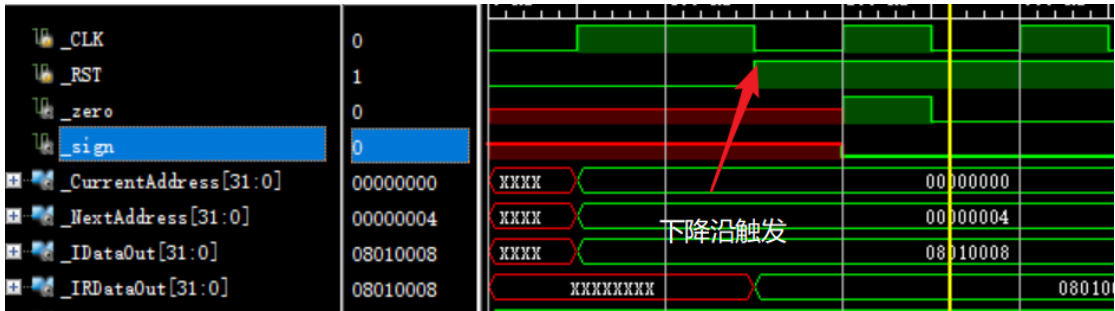 _CLK 0
_RST 1
_zero 0
_sign 0
_CurrentAddress[31:0] 00000000 XXXX 00000000
_NextAddress[31:0] 00000004 XXXX 00000004
下降沿触发
_IDataOut[31:0] 08010008 XXXX 08010008
_IRDataOut[31:0] 08010008 XXXXXXXX 08010